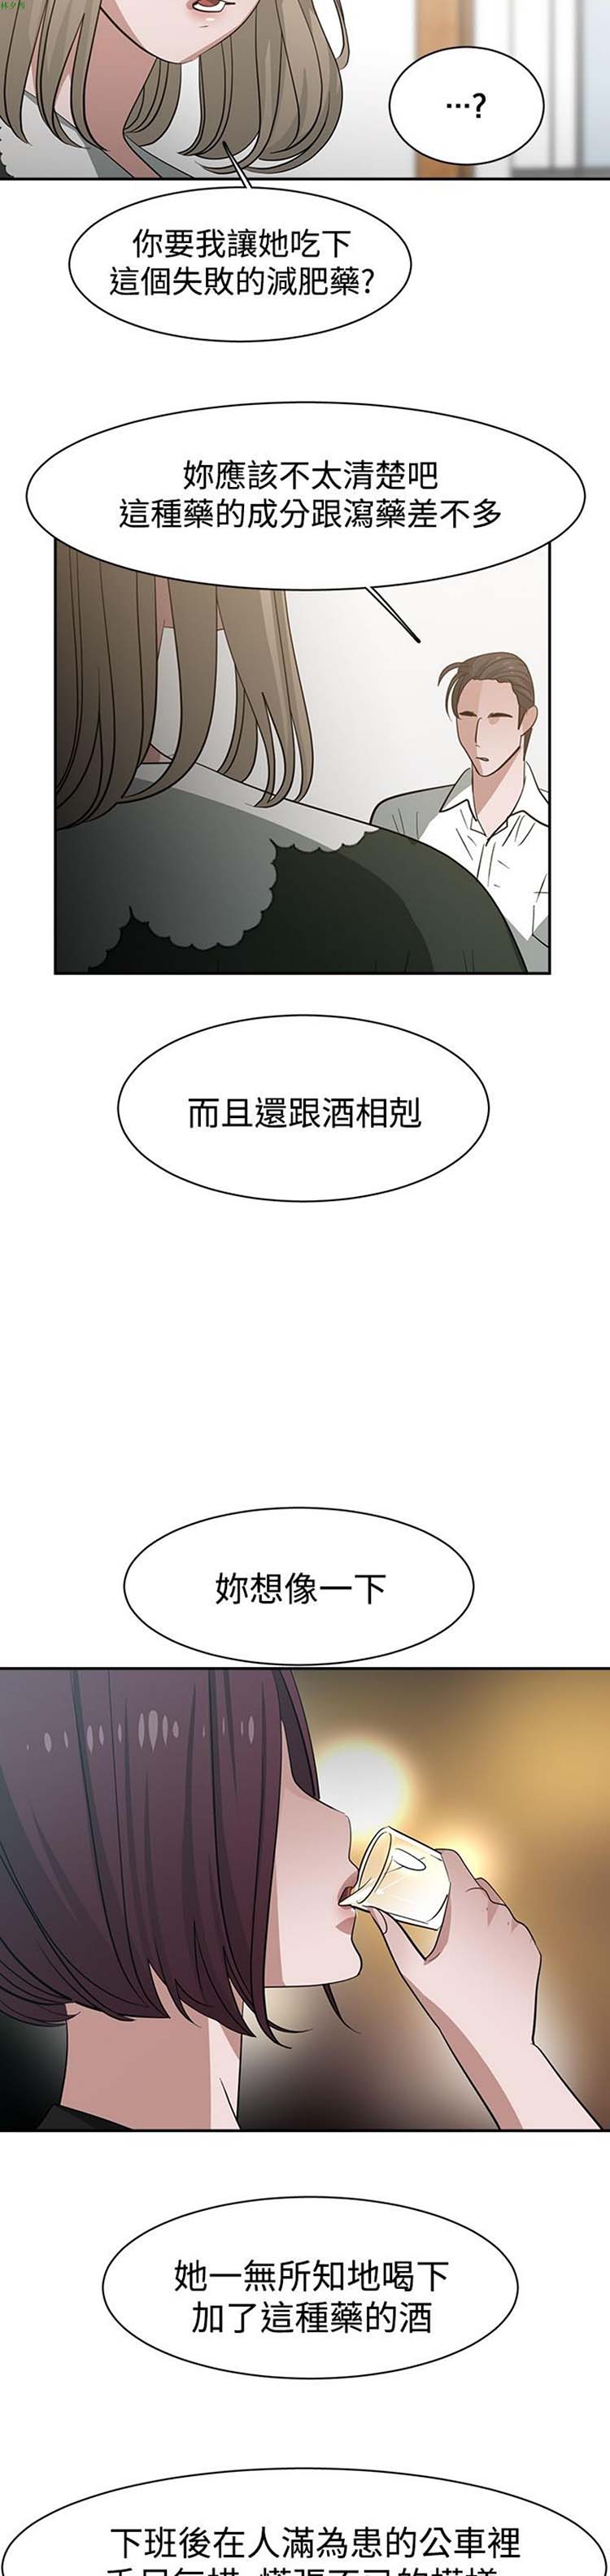 …?
你要我讓她吃下
這個失敗的減肥藥?
妳應該不太清楚吧
這種藥的成分跟瀉藥差不多
而且還跟酒相剋
妳想像一下
她一無所知地喝下
加了這種藥的酒
下班後在人滿為患的公車裡